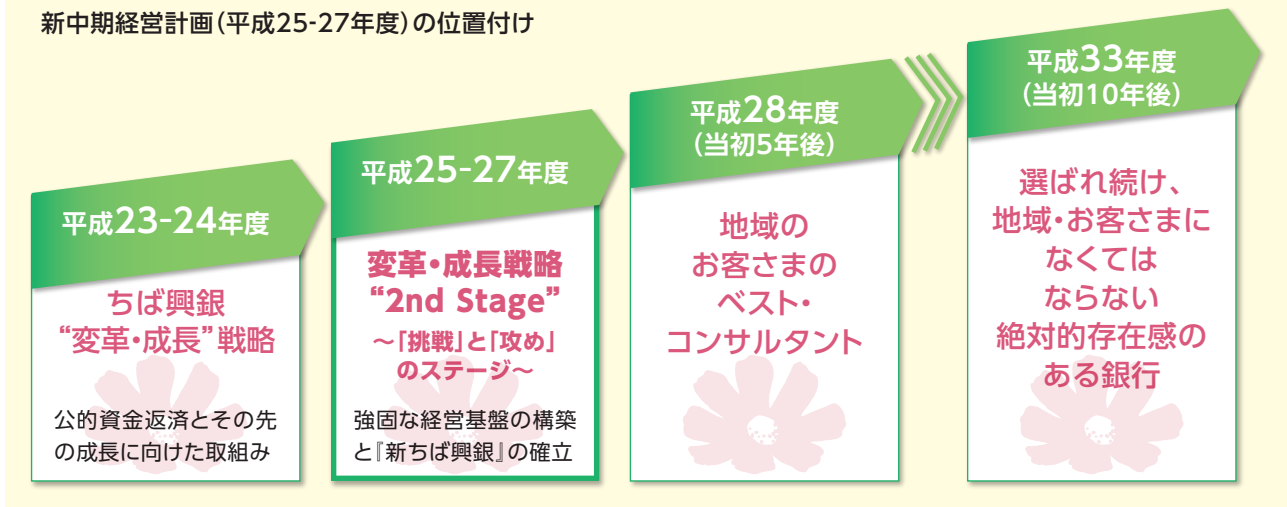 新中期経営計画(平成25-27年度)の位置付け
平成23-24年度
ちば興銀
“変革・成長”戦略
公的資金返済とその先
の成長に向けた取組み
平成25-27年度
変革・成長戦略
“2nd Stage”
～「挑戦」と「攻め」
のステージ～
強固な経営基盤の構築
と『新ちば興銀』の確立
平成28年度
(当初5年後)
地域の
お客さまの
ベスト・
コンサルタント
平成33年度
(当初10年後)
選ばれ続け、
地域・お客さまに
なくては
ならない
絶対的存在感の
ある銀行